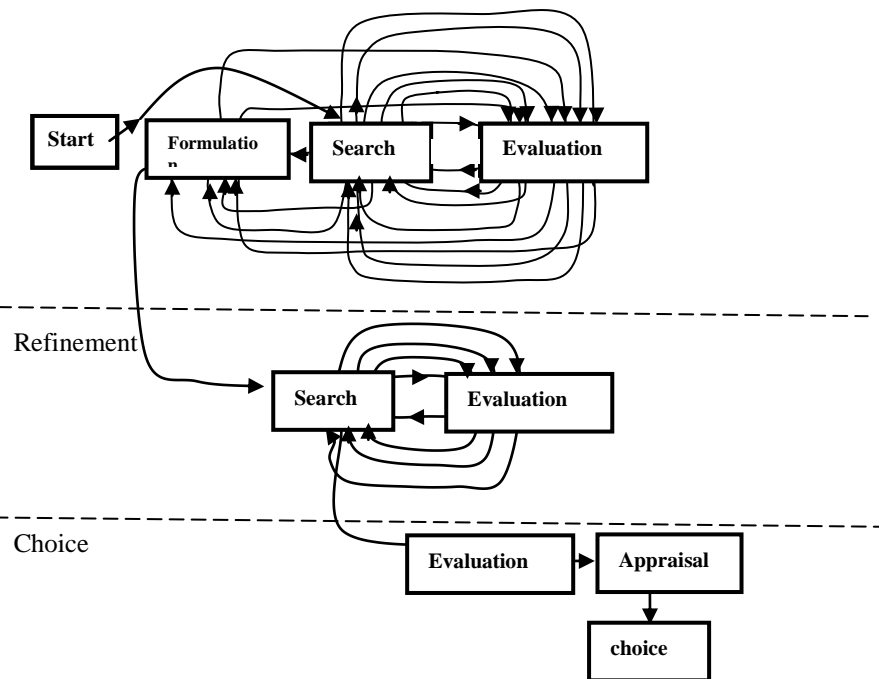 Start
Formulatio
n
Search
Evaluation
Refinement
Search
Evaluation
Choice
Evaluation
Appraisal
choice